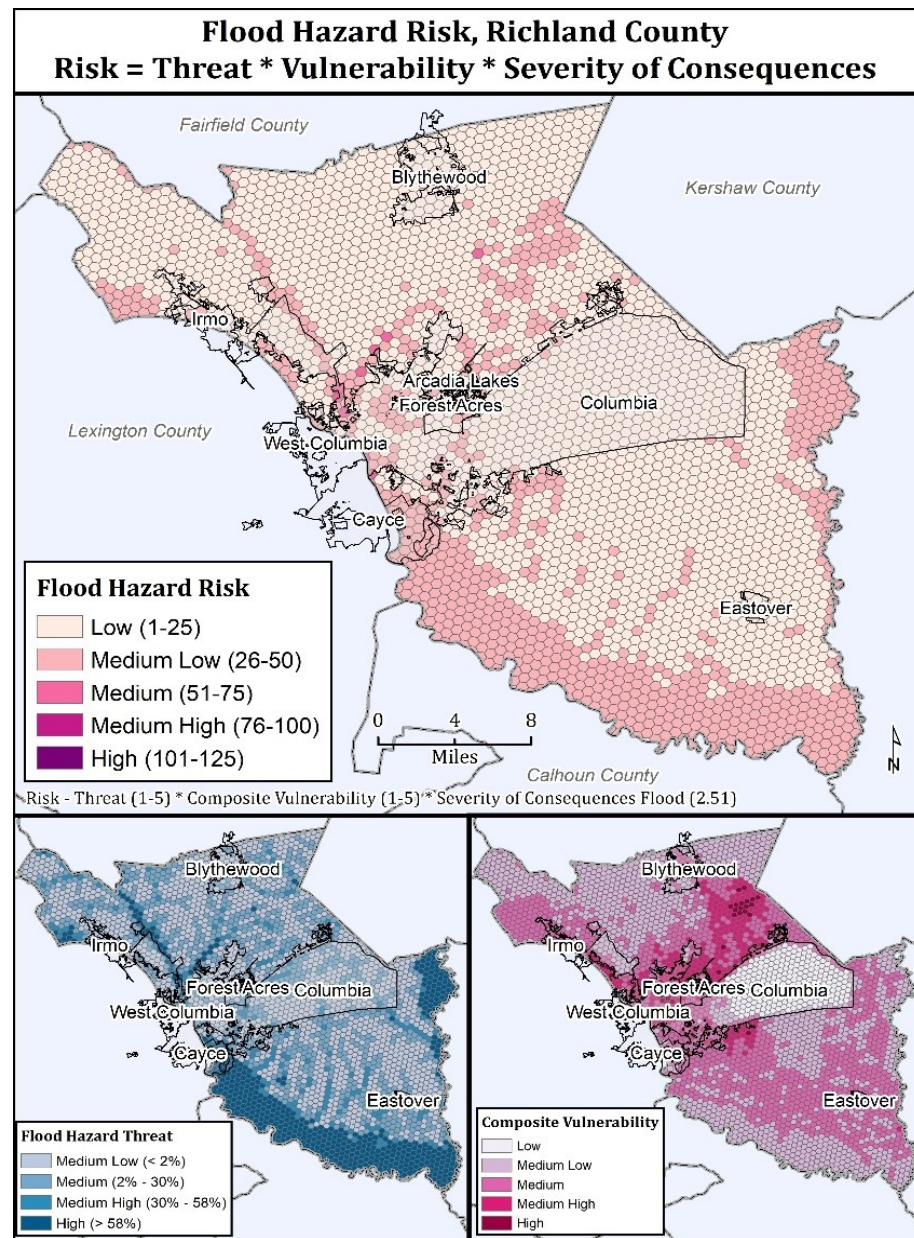 Flood Hazard Risk, Richland County
Risk = Threat * Vulnerability * Severity of Consequences
Fairfield County
Blythewood
Kershaw County
Irmo
Arcadia Lakes
Forest Acres
Columbia
Lexington County
West Columbia
Cayce
Eastover
Flood Hazard Risk
Low (1-25)
Medium Low (26-50)
Medium (51-75)
Medium High (76-100)
High (101-125)
0 4 8
Miles
N
Calhoun County
Risk - Threat (1-5) * Composite Vulnerability (1-5) * Severity of Consequences Flood (2.51)
Blythewood
Irmo
Forest Acres
Columbia
West Columbia
Cayce
Eastover
Flood Hazard Threat
Medium Low (< 2%)
Medium (2% - 30%)
Medium High (30% - 58%)
High (> 58%)
Blythewood
Irmo
Forest Acres
Columbia
West Columbia
Cayce
Eastover
Composite Vulnerability
Low
Medium Low
Medium
Medium High
High